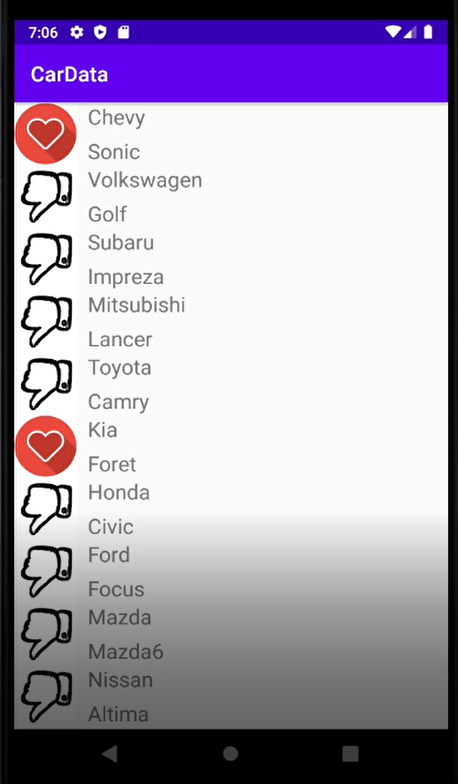 7:06
CarData
Chevy
Sonic
Volkswagen
Golf
Subaru
Impreza
Mitsubishi
Lancer
Toyota
Camry
Kia
Foret
Honda
Civic
Ford
Focus
Mazda
Mazda6
Nissan
Altima